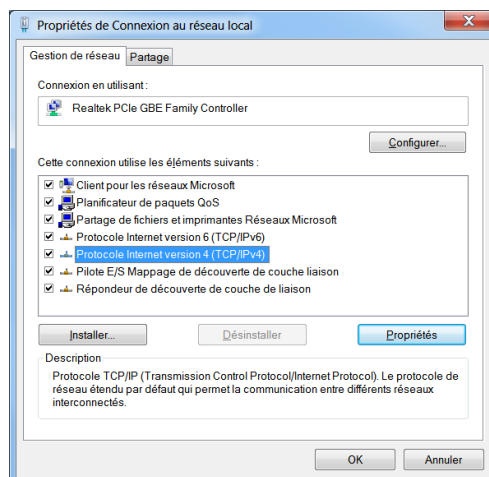 Propriétés de Connexion au réseau local
Gestion de réseau
Partage
Connexion en utilisant :
Realtek PCIe GBE Family Controller
Configurer...
Cette connexion utilise les éléments suivants :
Client pour les réseaux Microsoft
Planificateur de paquets QoS
Partage de fichiers et imprimantes Réseaux Microsoft
Protocole Internet version 6 (TCP/IPv6)
Protocole Internet version 4 (TCP/IPv4)
Pilote E/S Mappage de découverte de couche liaison
Répondeur de découverte de couche de liaison
Installer...
Désinstaller
Propriétés
Description
Protocole TCP/IP (Transmission Control Protocol/Internet Protocol). Le protocole de
réseau étendu par défaut qui permet la communication entre différents réseaux
interconnectés.
OK
Annuler